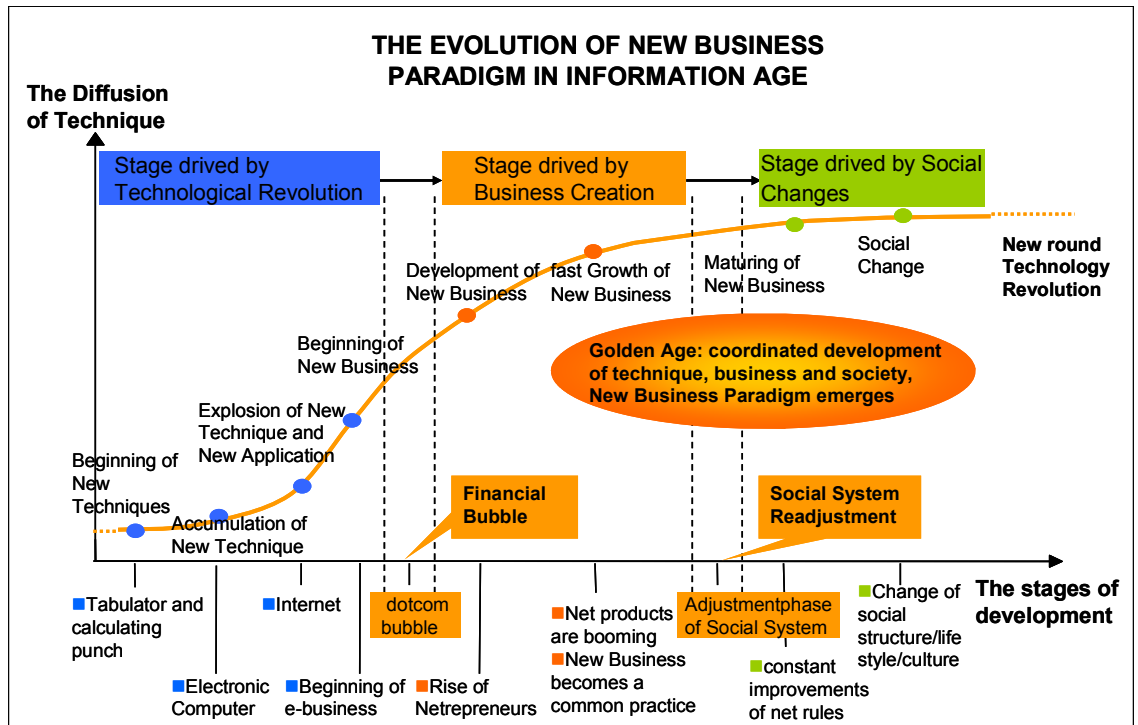 THE EVOLUTION OF NEW BUSINESS
PARADIGM IN INFORMATION AGE
The Diffusion
of Technique
Stage drived by
Technological Revolution
Stage drived by
Business Creation
Stage drived by Social
Changes
Beginning of
New
Techniques
Accumulation of
New Technique
Explosion of New
Technique and
New Application
Beginning of
New Business
Development of
New Business
fast Growth of
New Business
Maturing of
New Business
Social
Change
New round
Technology
Revolution
Golden Age: coordinated development
of technique, business and society,
New Business Paradigm emerges
Financial
Bubble
Social System
Readjustment
The stages of
development
Tabulator and
calculating
punch
Electronic
Computer
Internet
Beginning of
e-business
dotcom
bubble
Rise of
Netrepreneurs
Net products
are booming
New Business
becomes a
common practice
Adjustmentphase
of Social System
constant
improvements
of net rules
Change of
social
structure/life
style/culture